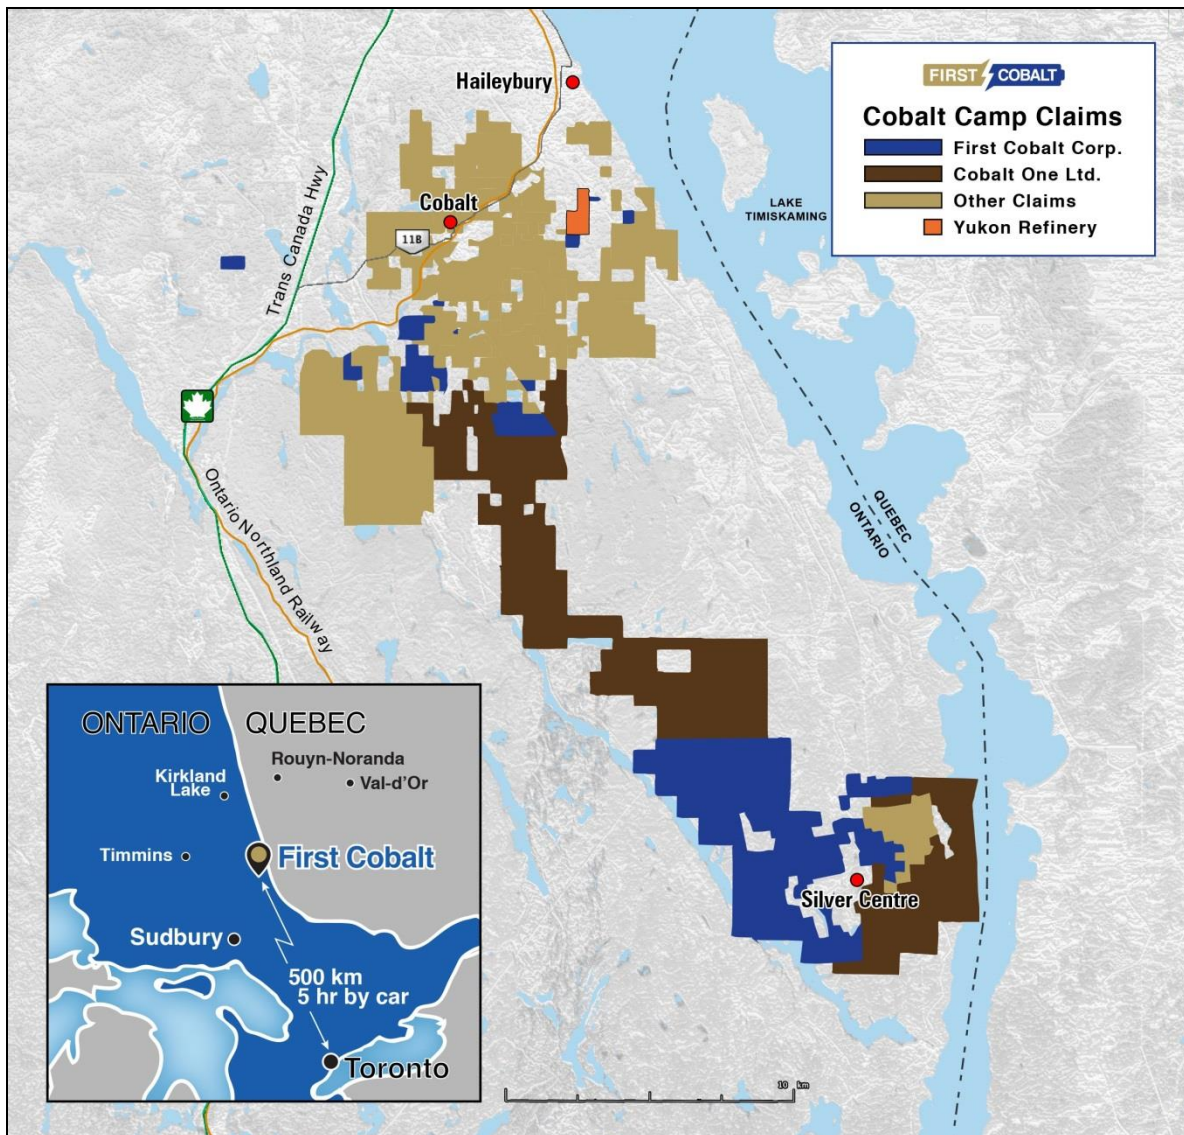 Haileybury
FIRST COBALT
Cobalt Camp Claims
First Cobalt Corp.
Cobalt One Ltd.
Other Claims
Yukon Refinery
Cobalt
11B
LAKE
TIMISKAMING
Trans Canada Hwy
Ontario Northland Railway
QUEBEC
ONTARIO
Silver Centre
ONTARIO
QUEBEC
Rouyn-Noranda
Kirkland
Lake
Val-d'Or
Timmins
First Cobalt
Sudbury
500 km
5 hr by car
Toronto
10 km